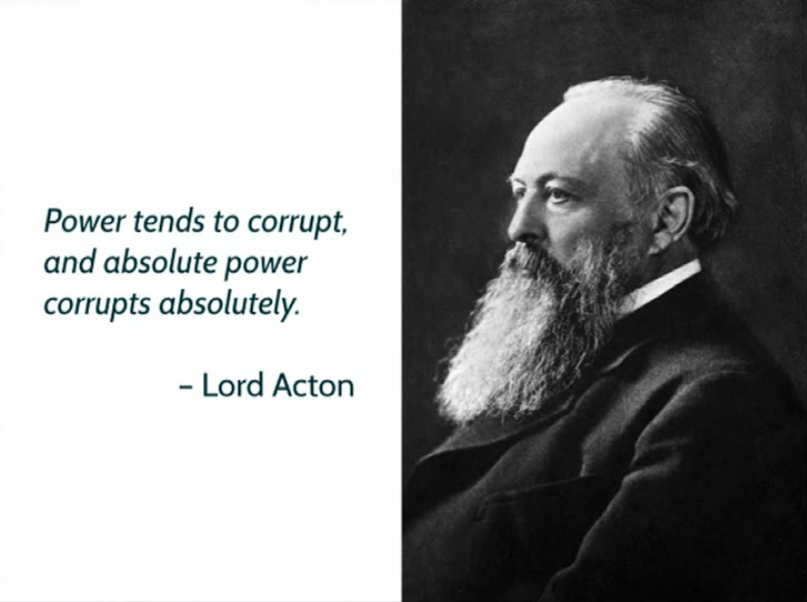 Power tends to corrupt,
and absolute power
corrupts absolutely.
– Lord Acton